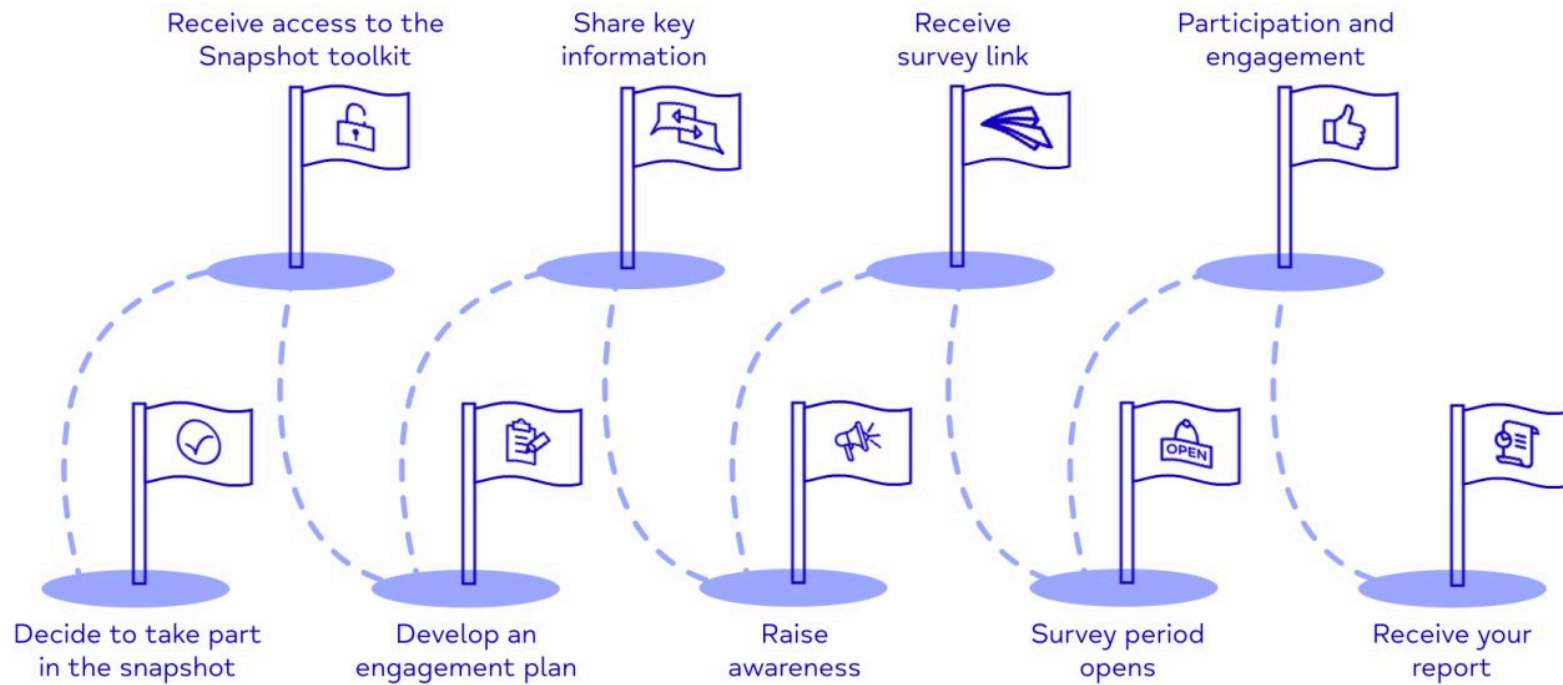 Receive access to the
Snapshot toolkit
Share key
information
Receive
survey link
Participation and
engagement
OPEN
Decide to take part
in the snapshot
Develop an
engagement plan
Raise
awareness
Survey period
opens
Receive your
report